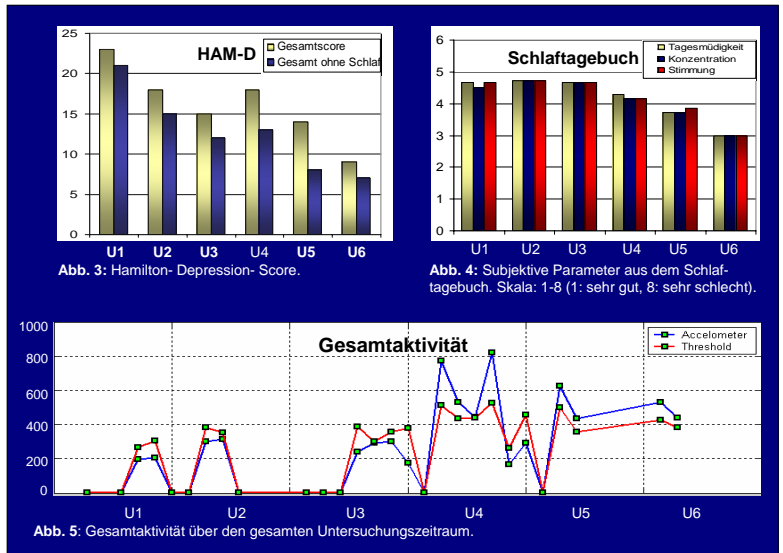 HAM-D
Gesamtscore
Gesamt ohne Schlaf
25
20
15
10
5
0
U1 U2 U3 U4 U5 U6
Abb. 3: Hamilton- Depression- Score.
Schlaftagebuch
Tagesmüdigkeit
Konzentration
Stimmung
6
5
4
3
2
1
0
U1 U2 U3 U4 U5 U6
Abb. 4: Subjektive Parameter aus dem Schlaf-
tagebuch. Skala: 1-8 (1: sehr gut, 8: sehr schlecht).
Gesamtaktivität
Accelometer
Threshold
1000
800
600
400
200
0
U1 U2 U3 U4 U5 U6
Abb. 5: Gesamtaktivität über den gesamten Untersuchungszeitraum.